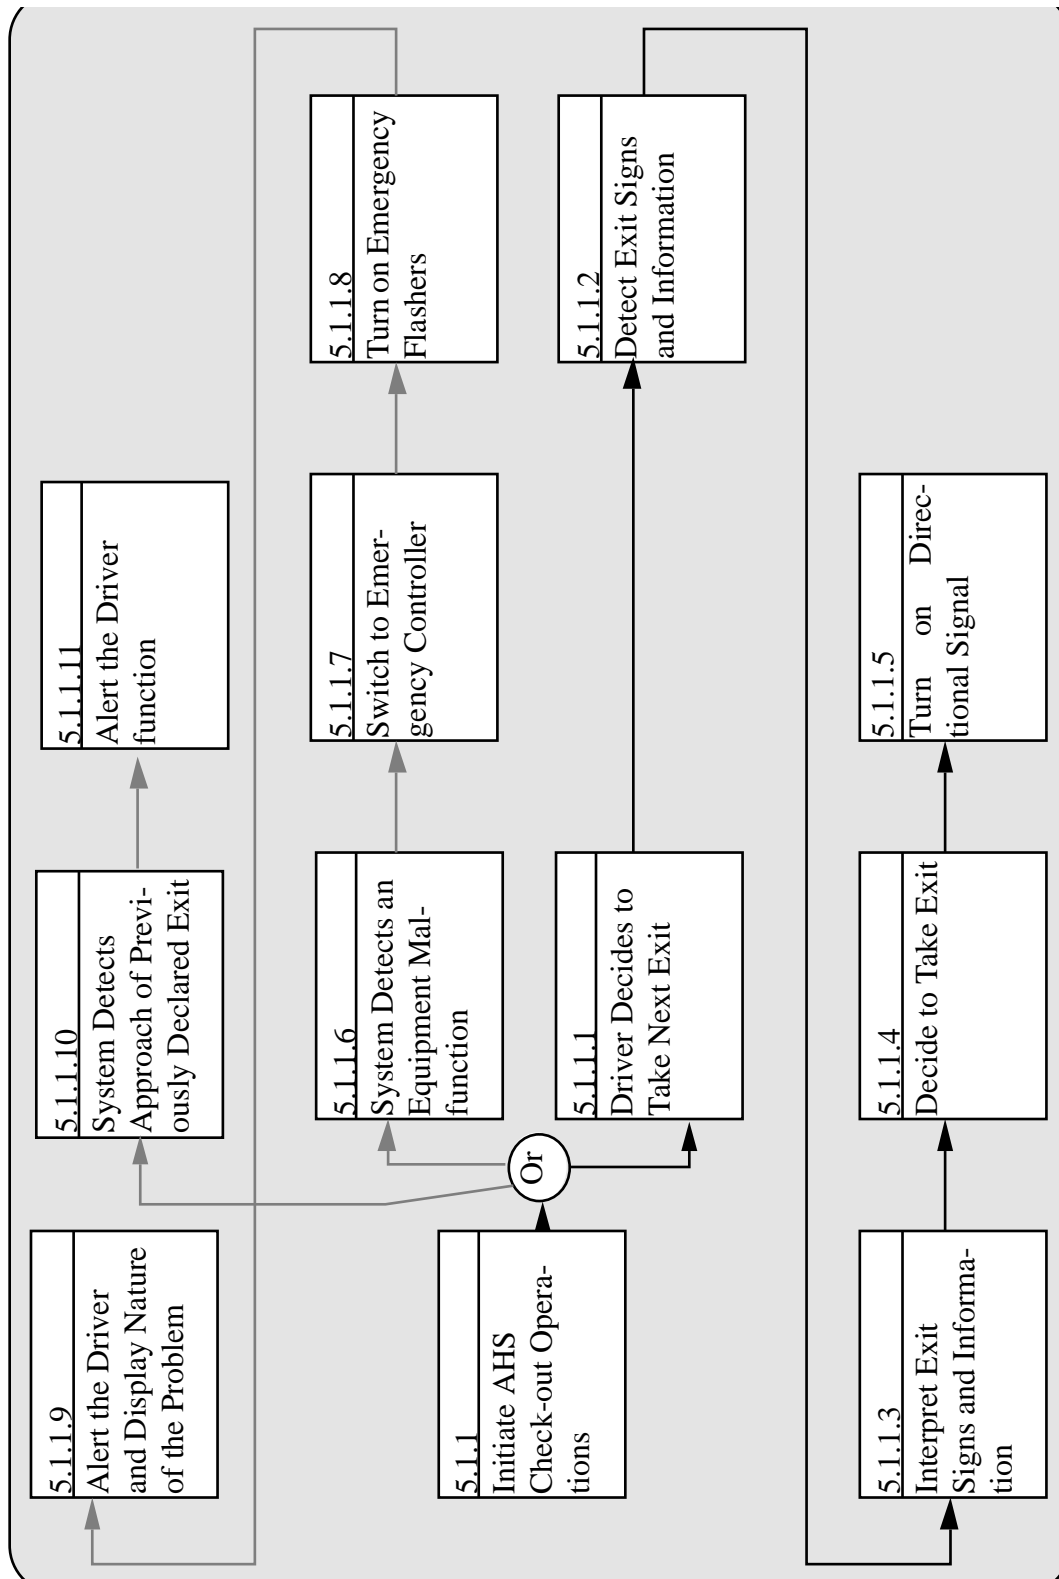 5.1.1.9
Alert the Driver
and Display Nature
of the Problem
5.1.1.10
System Detects
Approach of Previ-
ously Declared Exit
5.1.1.11
Alert the Driver
function
5.1.1.6
System Detects an
Equipment Mal-
function
5.1.1.7
Switch to Emer-
gency Controller
5.1.1.8
Turn on Emergency
Flashers
5.1.1
Initiate AHS
Check-out Opera-
tions
Or
5.1.1.1
Driver Decides to
Take Next Exit
5.1.1.2
Detect Exit Signs
and Information
5.1.1.3
Interpret Exit
Signs and Informa-
tion
5.1.1.4
Decide to Take Exit
5.1.1.5
Turn on Direc-
tional Signal